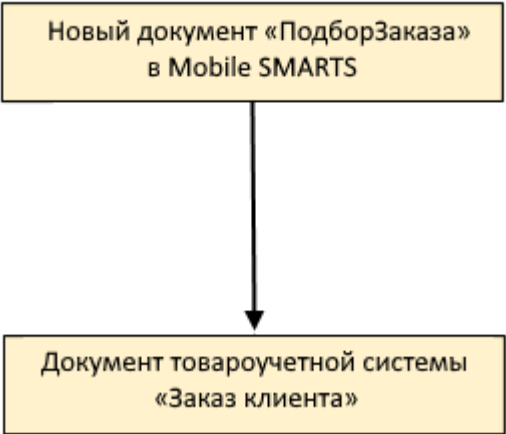 Новый документ «ПодборЗаказа»
в Mobile SMARTS
Документ товароучетной системы
«Заказ клиента»